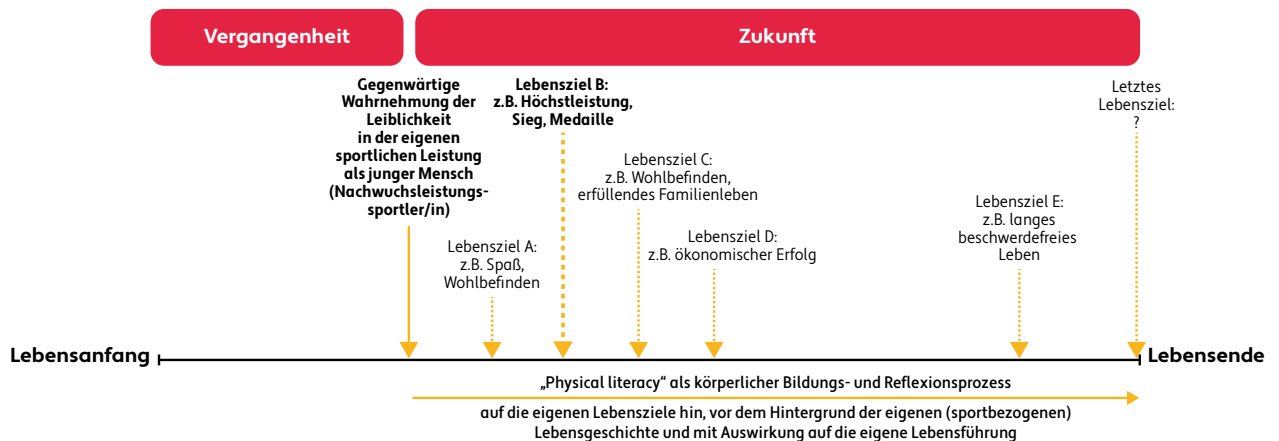 Vergangenheit
Zukunft
Gegenwärtige
Wahrnehmung der
Leiblichkeit
in der eigenen
sportlichen Leistung
als junger Mensch
(Nachwuchsleistungs-
sportler/in)
Lebensziel B:
z.B. Höchstleistung,
Sieg, Medaille
Letztes
Lebensziel:
?
Lebensziel C:
z.B. Wohlbefinden,
erfüllendes Familienleben
Lebensziel E:
z.B. langes
beschwerdefreies
Leben
Lebensziel A:
z.B. Spaß,
Wohlbefinden
Lebensziel D:
z.B. ökonomischer Erfolg
Lebensanfang
Lebensende
„Physical literacy“ als körperlicher Bildungs- und Reflexionsprozess
auf die eigenen Lebensziele hin, vor dem Hintergrund der eigenen (sportbezogenen)
Lebensgeschichte und mit Auswirkung auf die eigene Lebensführung